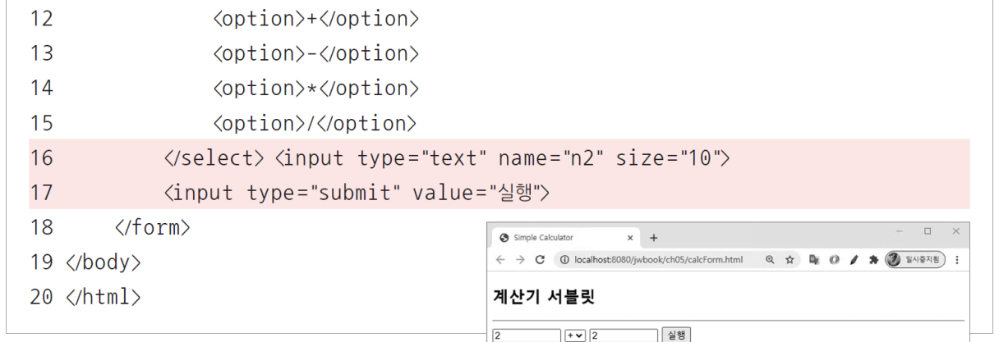 12 <option>+</option>
13 <option>-</option>
14 <option>*</option>
15 <option>/</option>
16 </select> <input type="text" name="n2" size="10">
17 <input type="submit" value="실행">
18 </form>
19 </body>
20 </html>
Simple Calculator
localhost:8080/jwbook/ch05/calcForm.html 일시중지됨
계산기 서블릿
2 + 2 실행